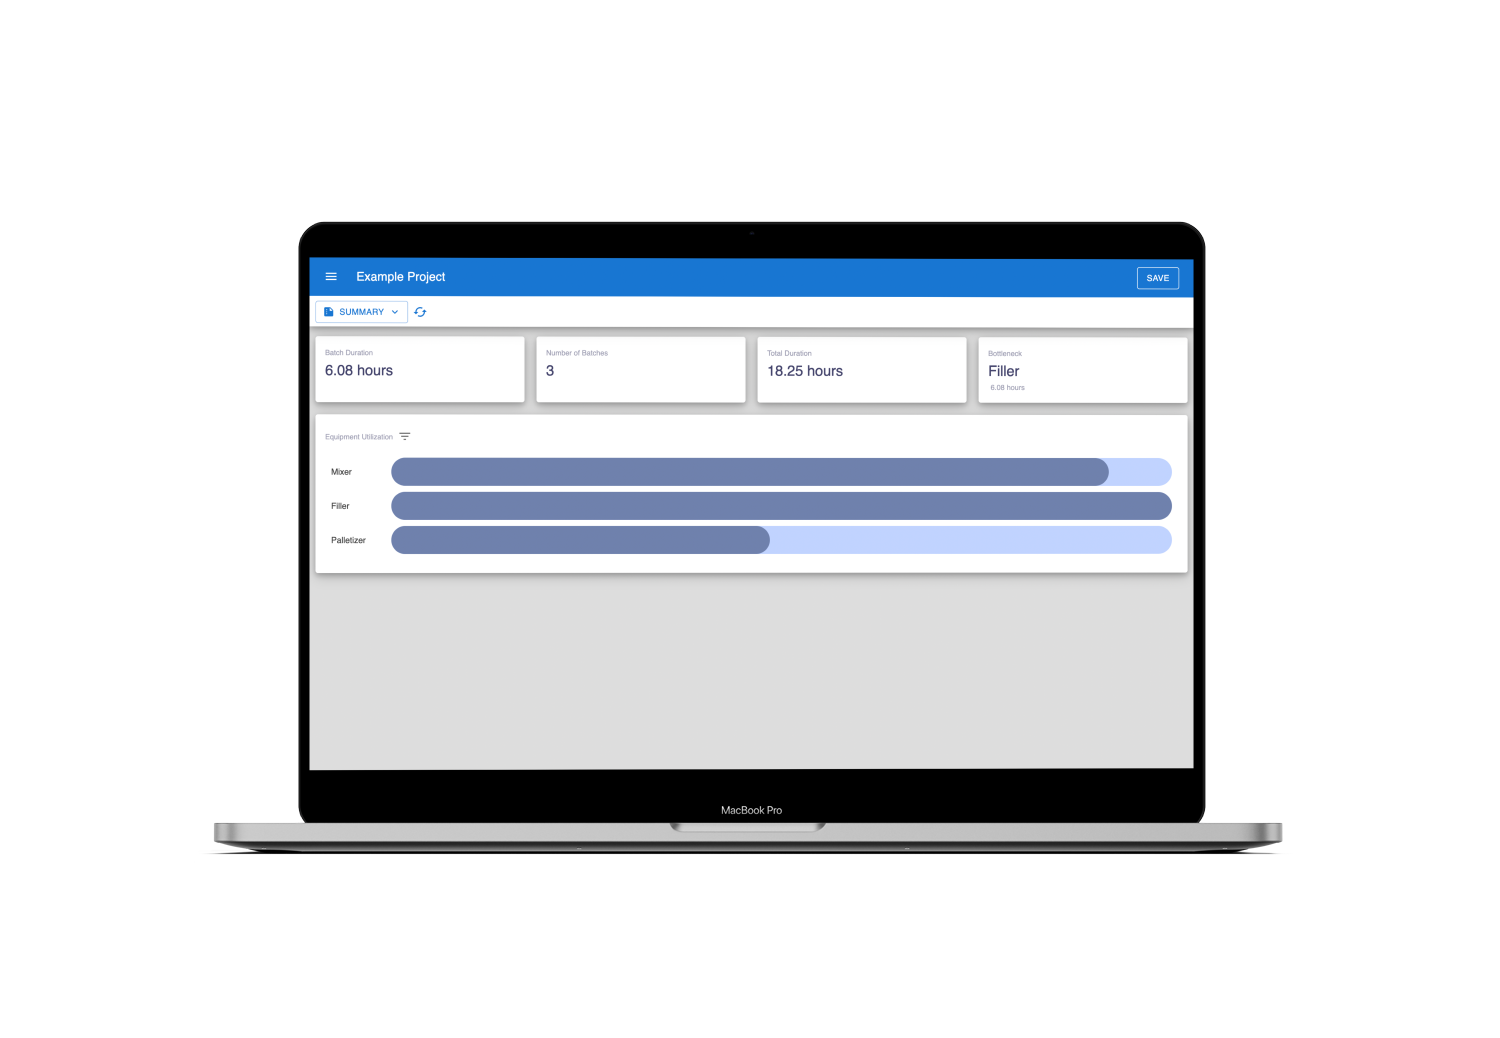 Example Project
SAVE
SUMMARY
Batch Duration
6.08 hours
Number of Batches
3
Total Duration
18.25 hours
Bottleneck
Filler
6.08 hours
Equipment Utilization
Mixer
Filler
Palletizer
MacBook Pro